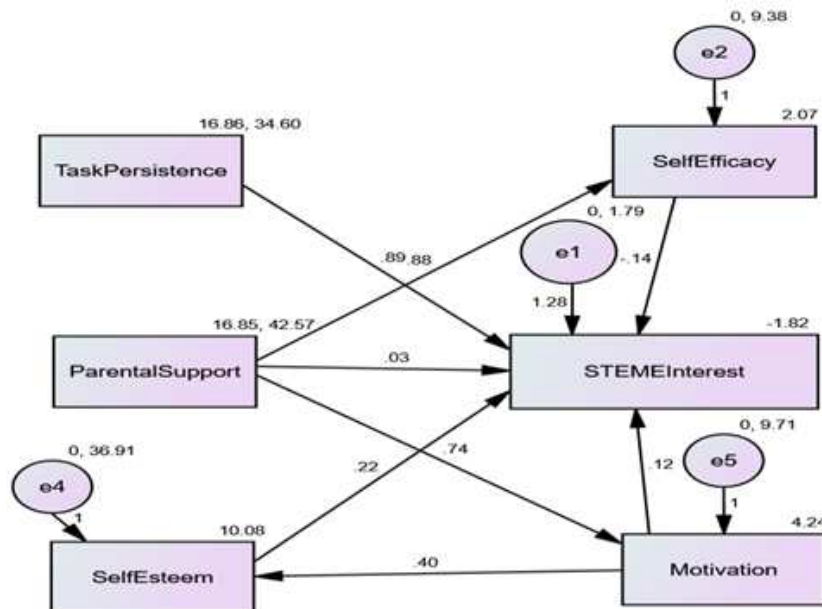 0, 9.38
e2
1
16.86, 34.60
2.07
TaskPersistence
SelfEfficacy
0, 1.79
e1
.89
.88
-.14
1.28
16.85, 42.57
-1.82
ParentalSupport
.03
STEMEInterest
0, 36.91
.74
0, 9.71
.22
e4
.12
e5
1
1
10.08
4.24
SelfEsteem
.40
Motivation